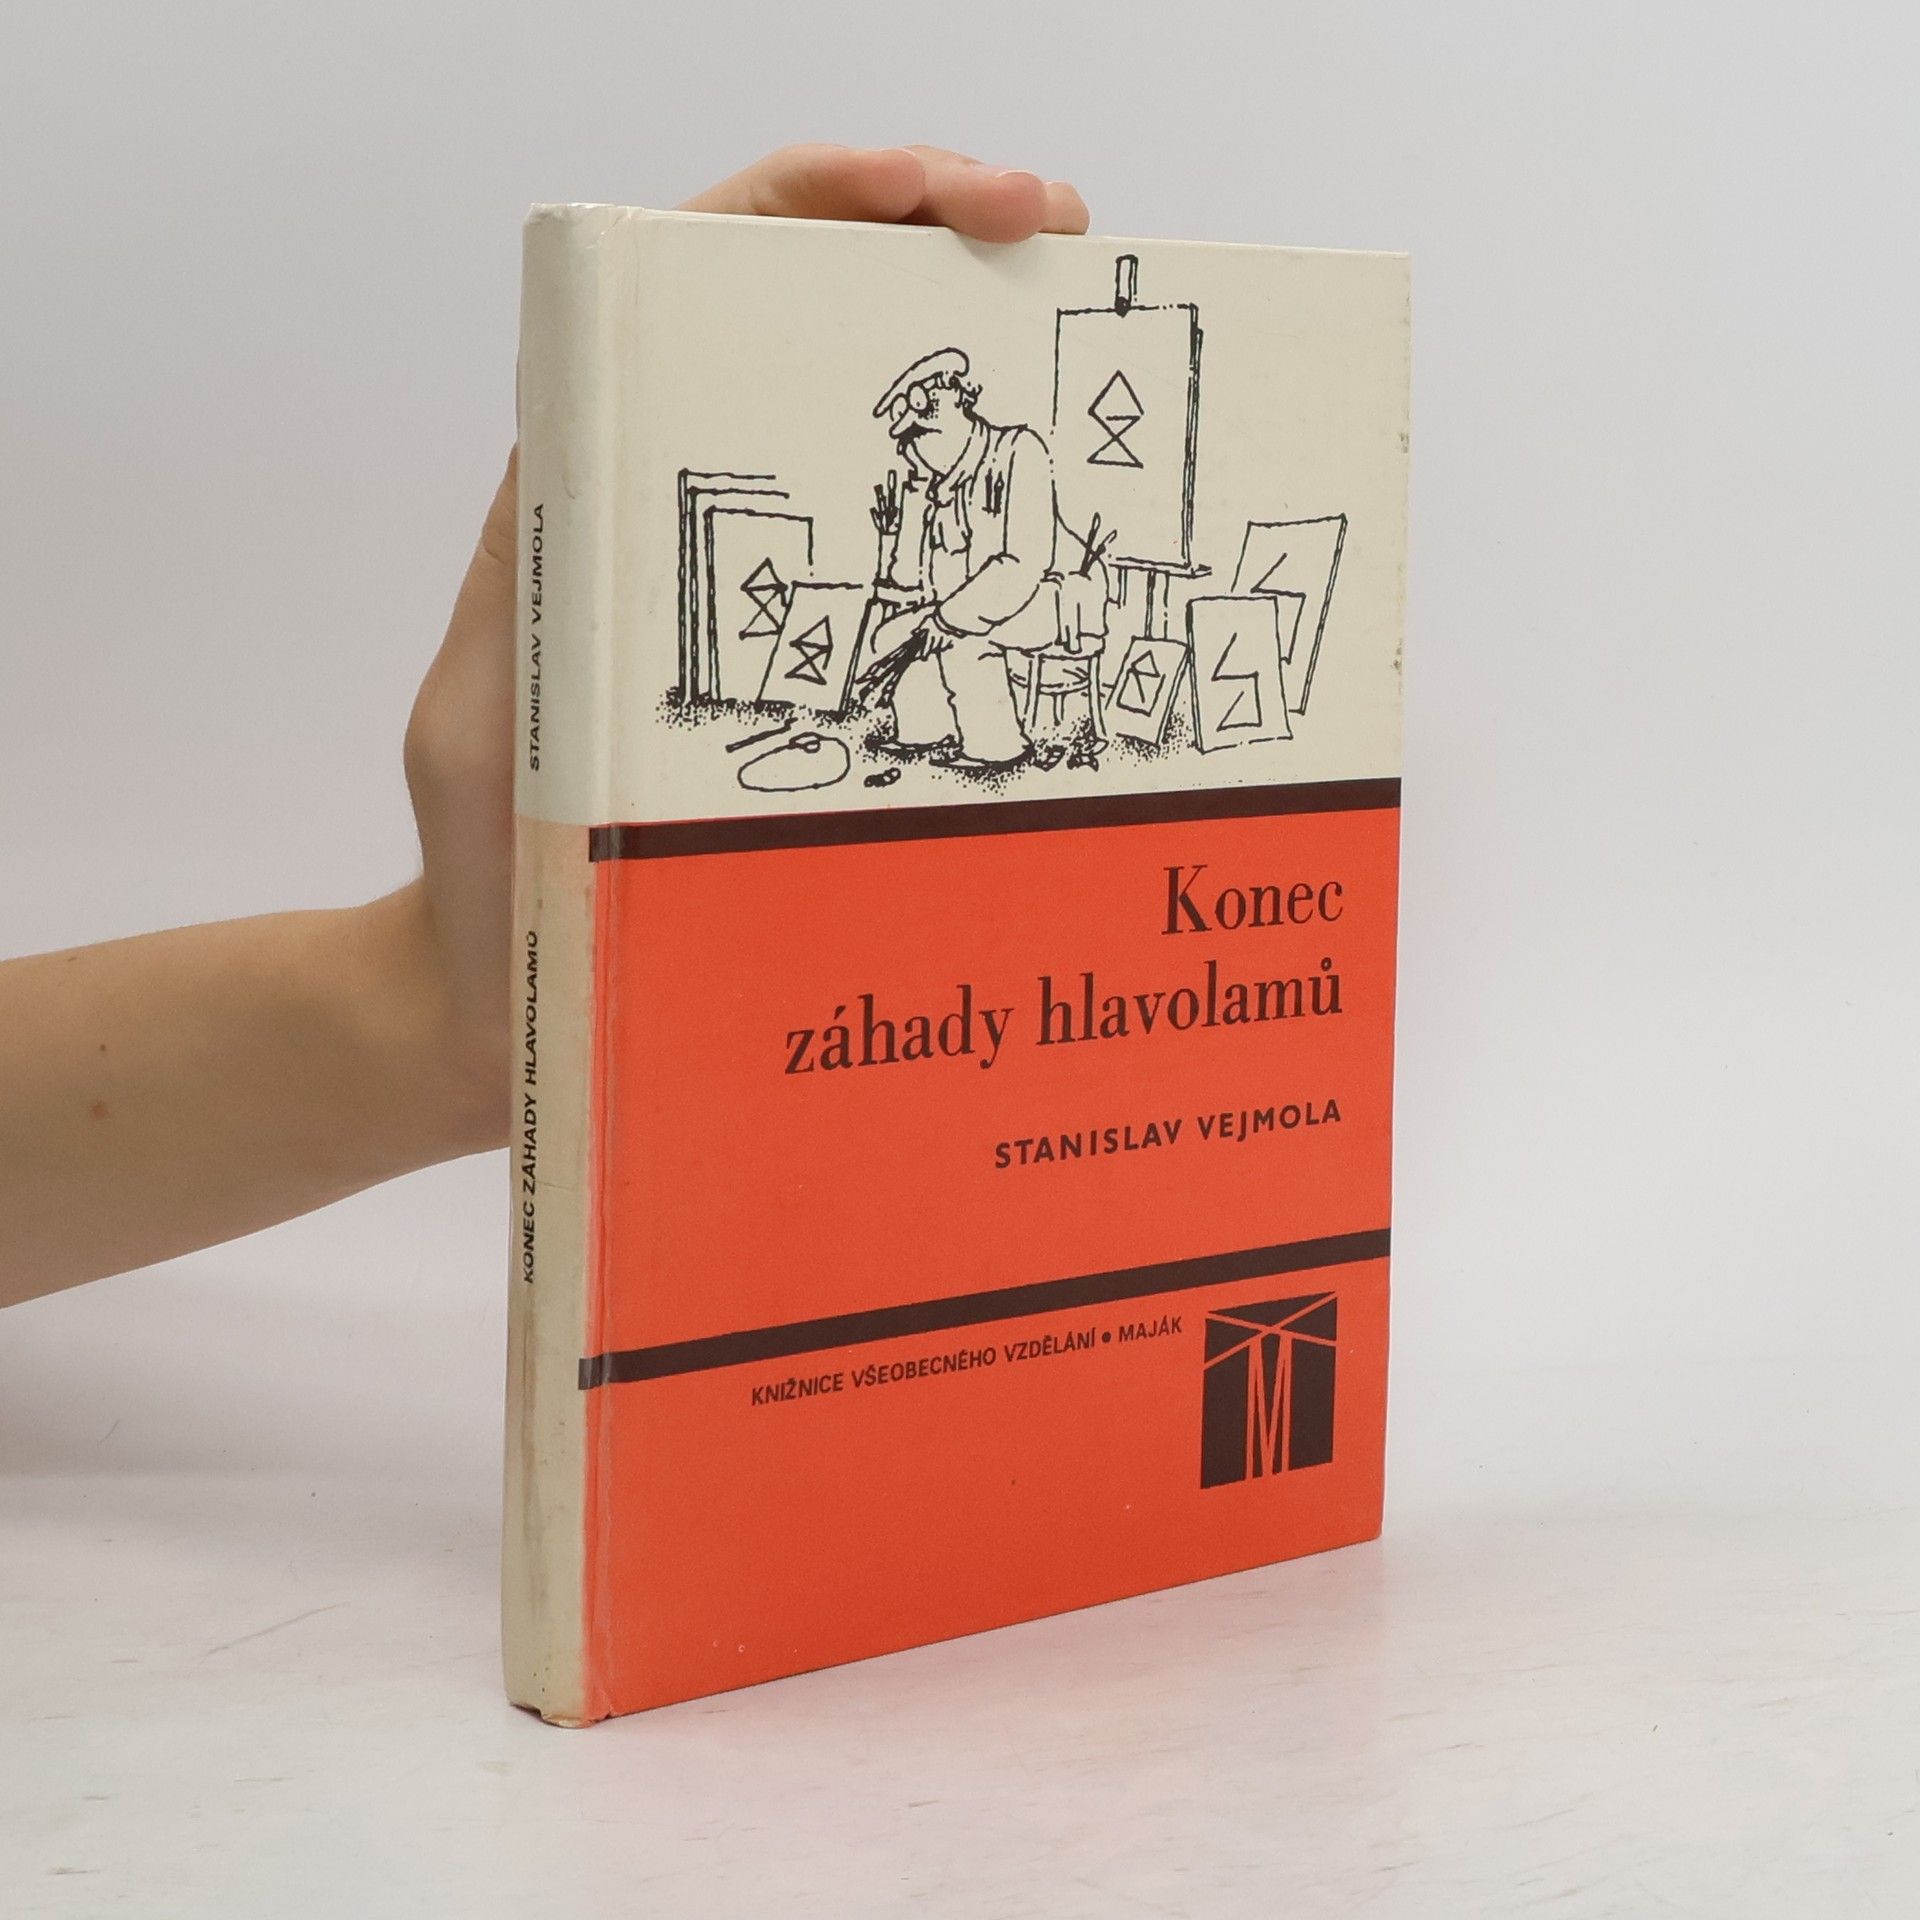 STANISLAV VEJMOLA
KONEC ZÁHADY HLAVOLAMŮ
Konec
záhady hlavolamů
STANISLAV VEJMOLA
KNIŽNICE VŠEOBECNÉHO VZDĚLÁNÍ • MAJÁK
M